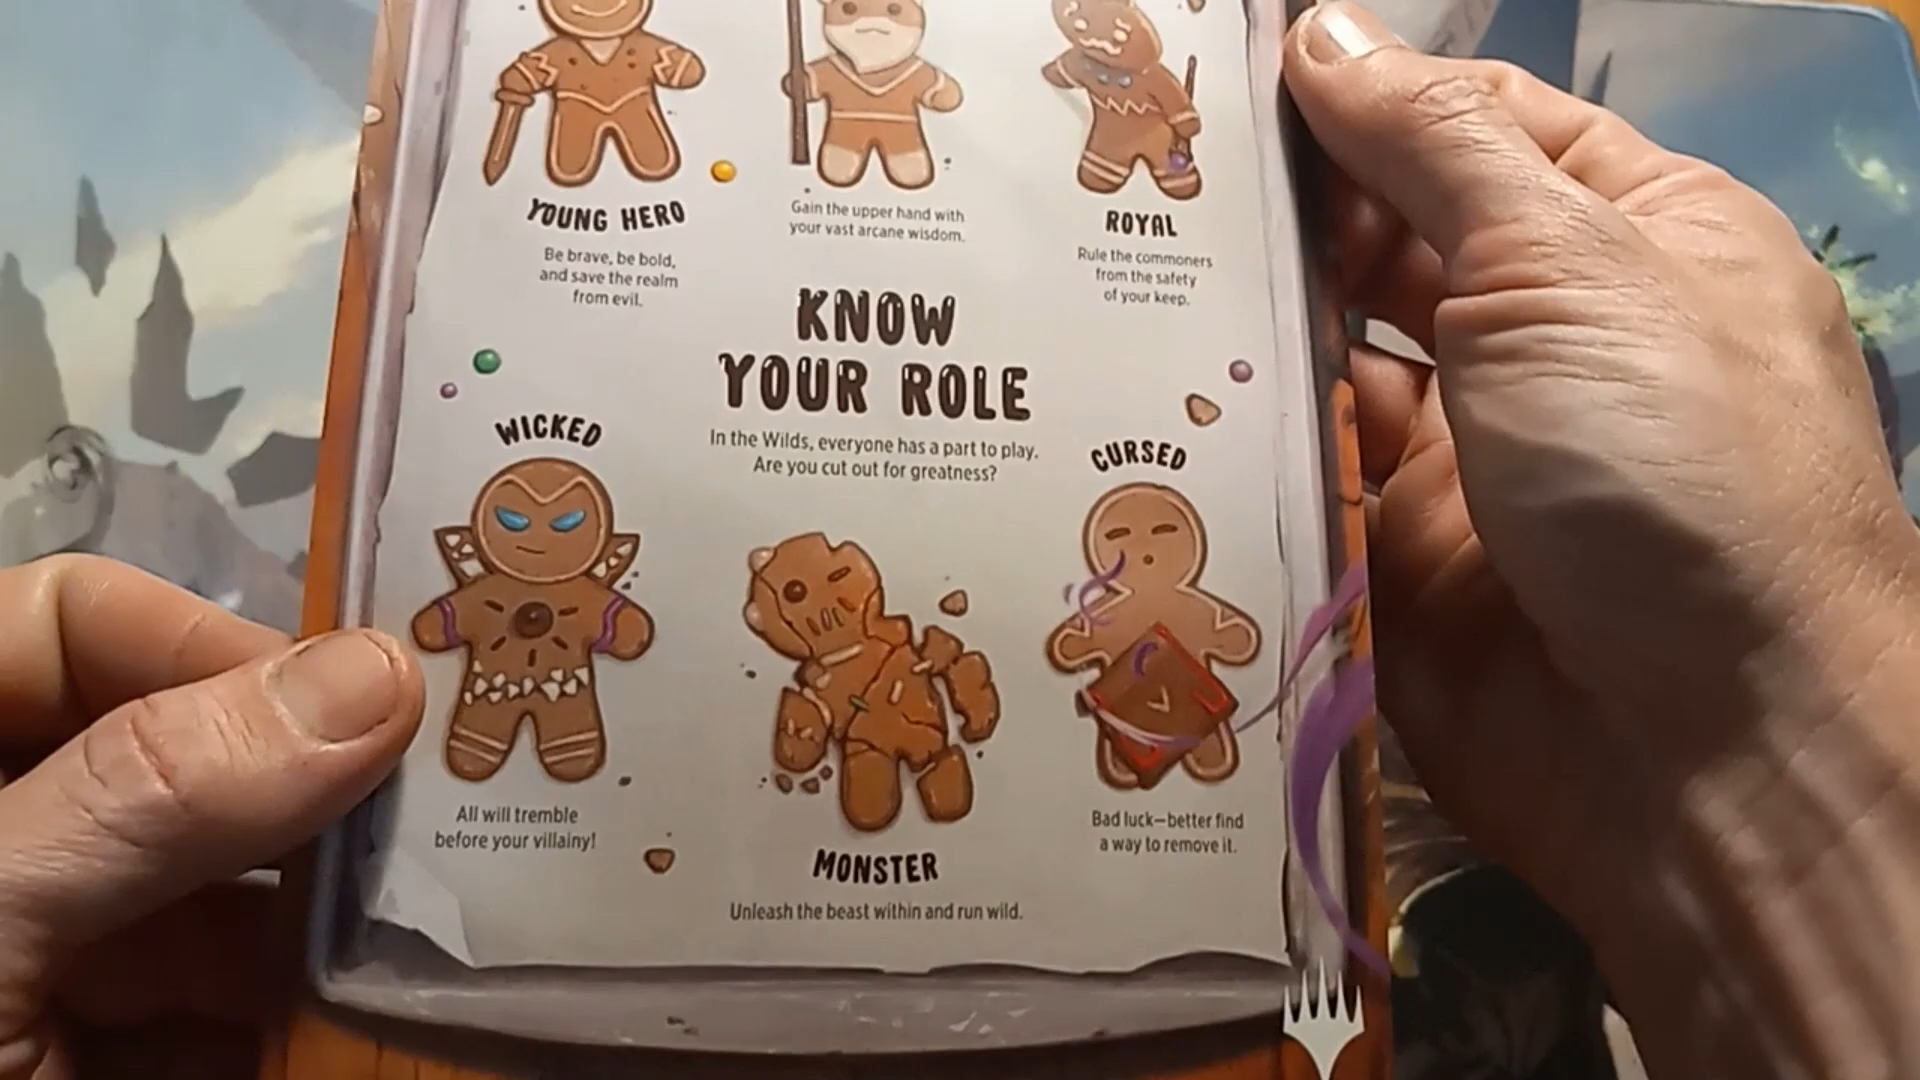 YOUNG HERO
Be brave, be bold,
and save the realm
from evil.
Gain the upper hand with
your vast arcane wisdom.
ROYAL
Rule the commoners
from the safety
of your keep.
KNOW
YOUR ROLE
In the Wilds, everyone has a part to play.
Are you cut out for greatness?
WICKED
All will tremble
before your villainy!
MONSTER
Unleash the beast within and run wild.
CURSED
Bad luck—better find
a way to remove it.